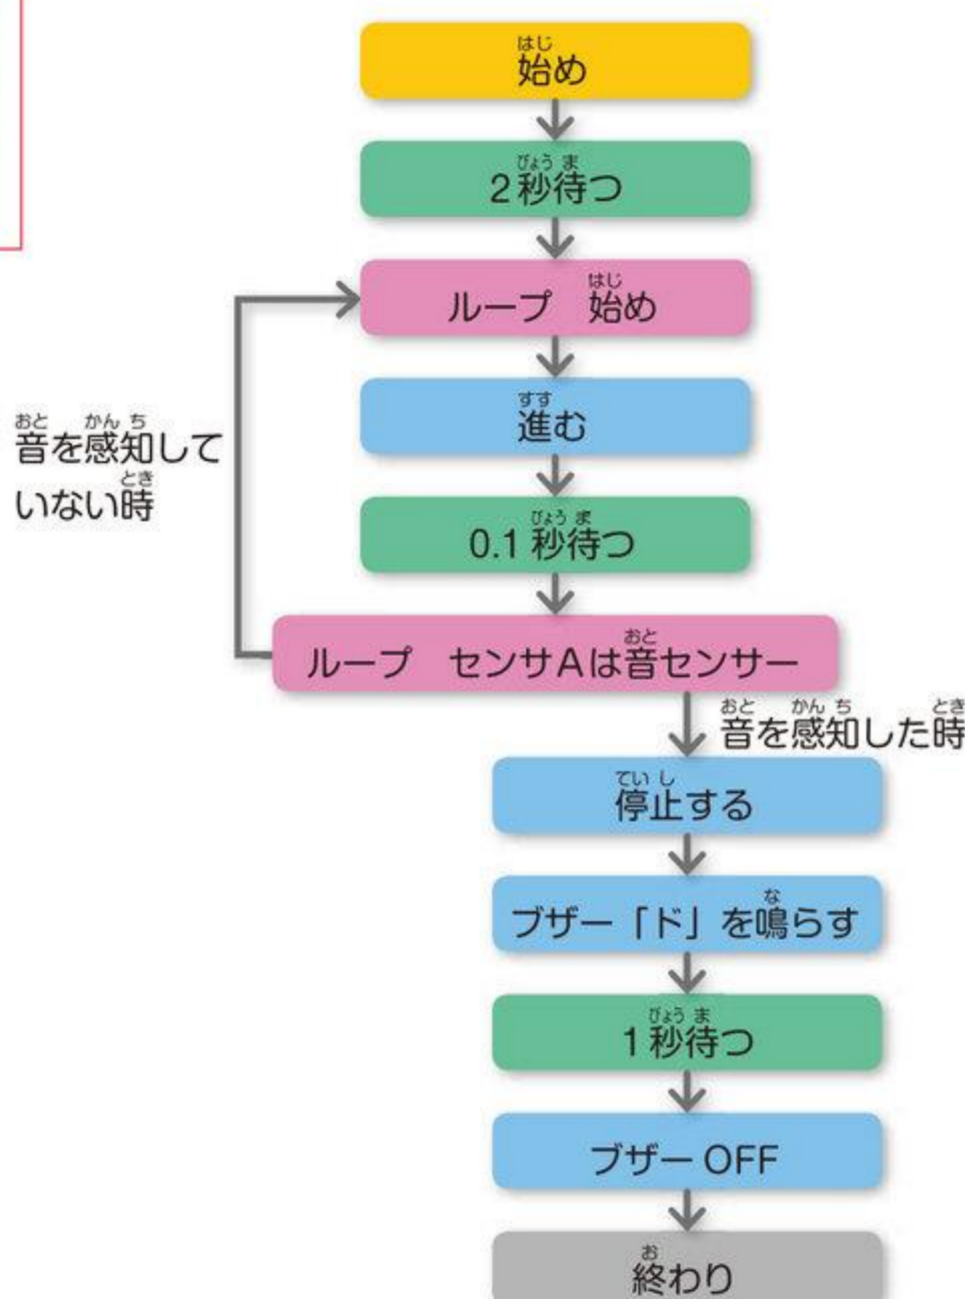 始め
2秒待つ
ループ 始め
進む
音を感知して
いない時
0.1秒待つ
ループ センサAは音センサー
音を感知した時
停止する
ブザー「ド」を鳴らす
1秒待つ
ブザー OFF
終わり